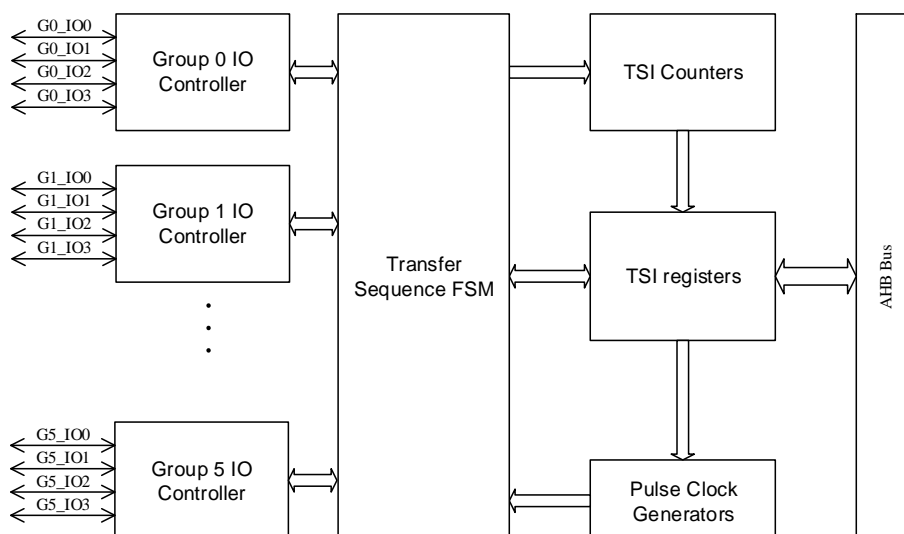 G0_IO0
G0_IO1
G0_IO2
G0_IO3
Group 0 IO
Controller
G1_IO0
G1_IO1
G1_IO2
G1_IO3
Group 1 IO
Controller
G5_IO0
G5_IO1
G5_IO2
G5_IO3
Group 5 IO
Controller
Transfer
Sequence FSM
TSI Counters
TSI registers
Pulse Clock
Generators
AHB Bus